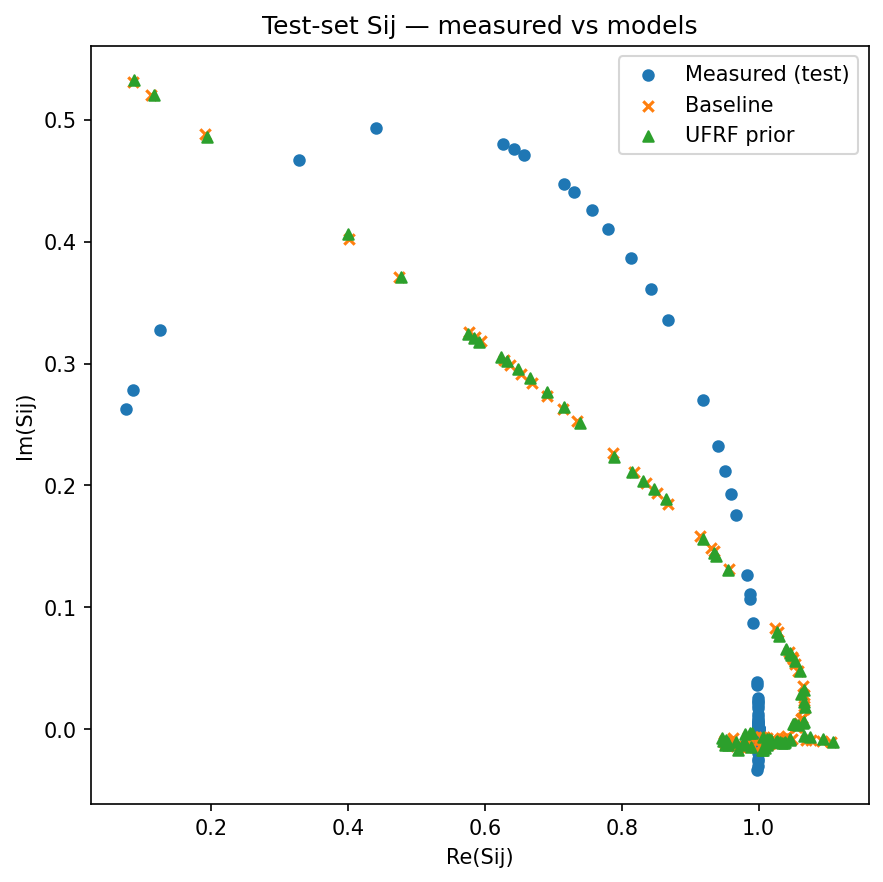 Test-set Sij — measured vs models
Measured (test)
Baseline
UFRF prior
0.5
0.4
0.3
0.2
0.1
0.0
Im(Sij)
0.2 0.4 0.6 0.8 1.0
Re(Sij)